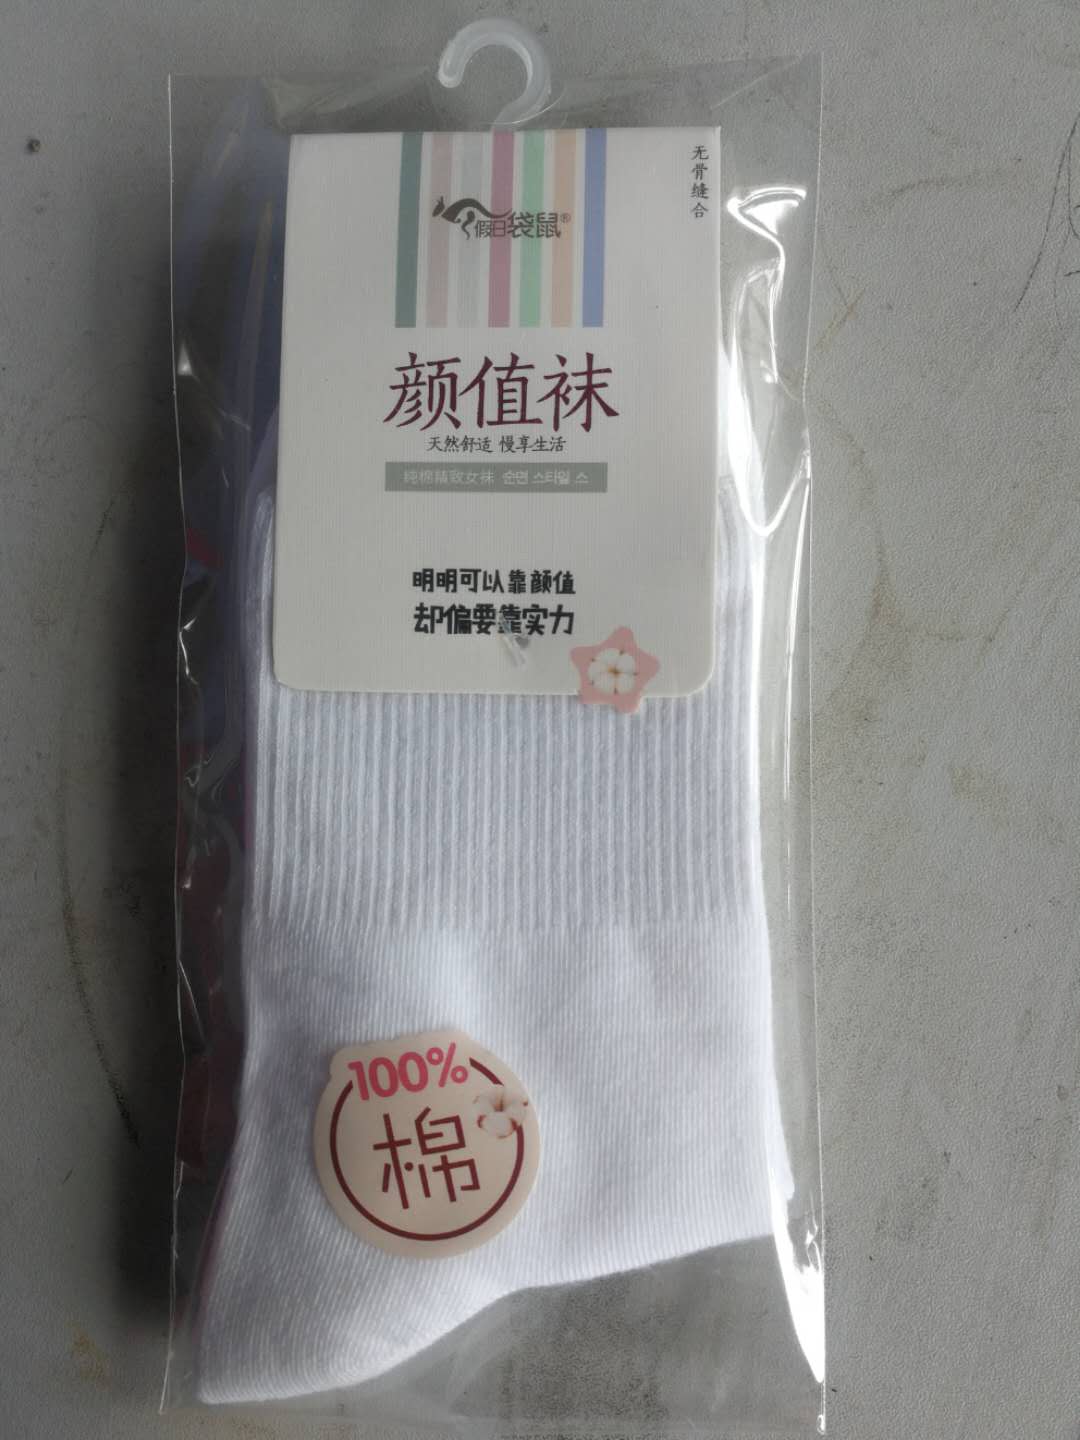 无骨缝合
假日袋鼠®
颜值袜
天然舒适 慢享生活
纯棉精致女袜 순면 스타일 스
明明可以靠颜值
却偏要靠实力
100%
棉